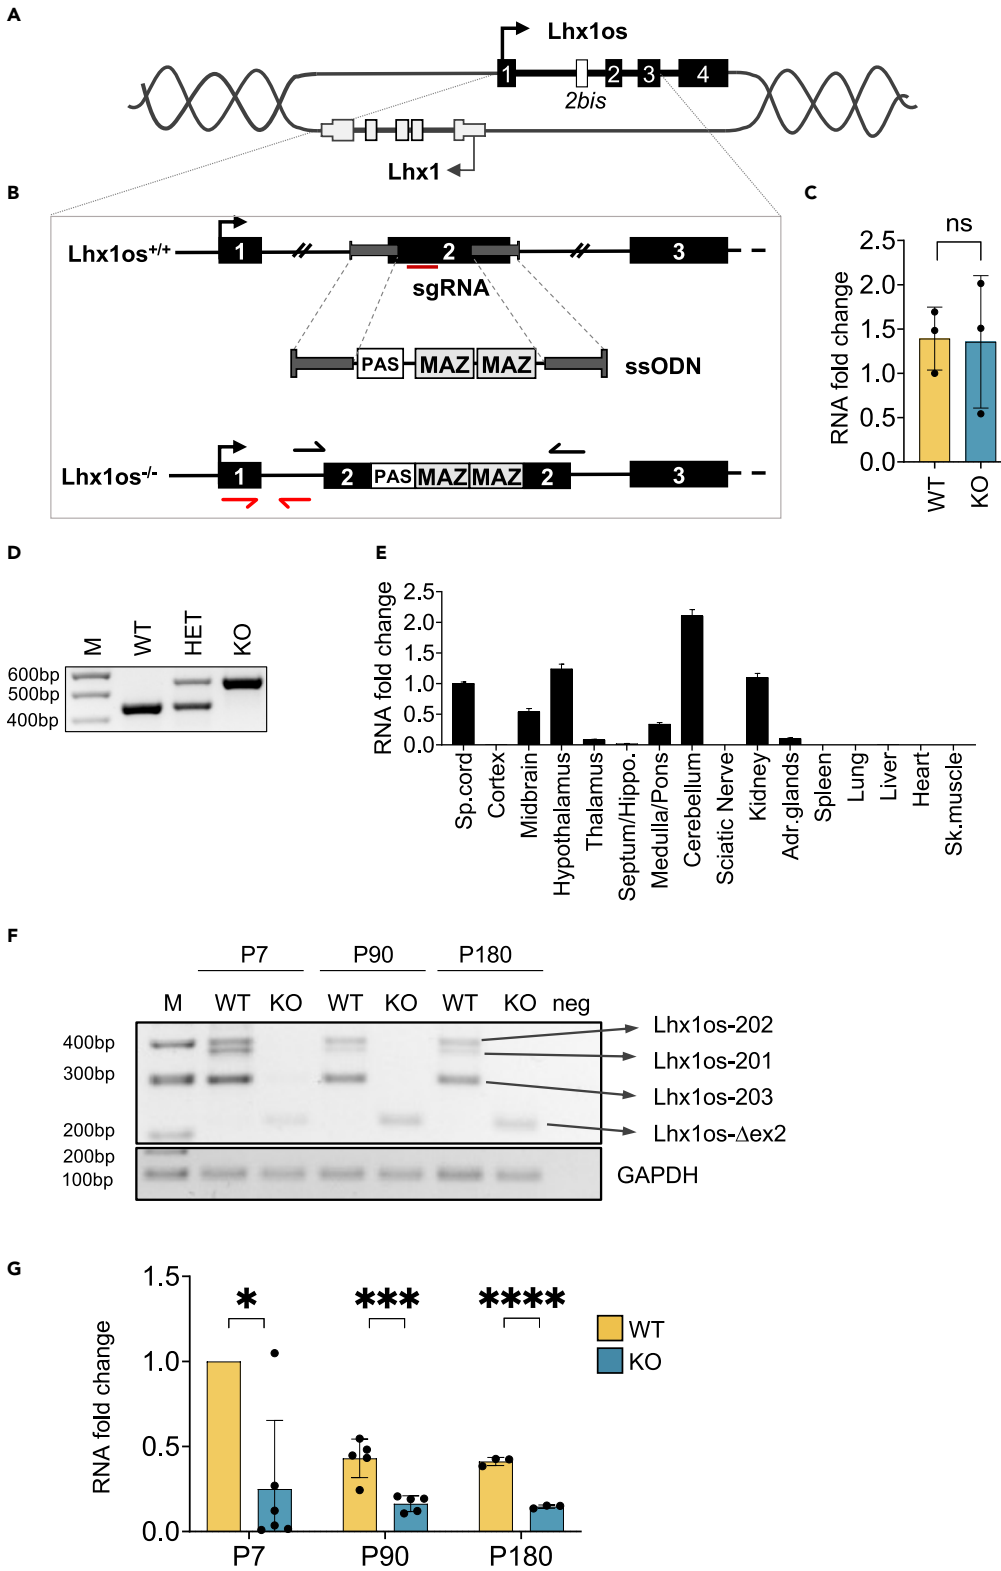 A
Lhx1os
1 2 3 4
2bis
Lhx1
B
Lhx1os+/+ 1 2 3
sgRNA
PAS MAZ MAZ ssODN
Lhx1os-/- 1 2 PAS MAZ MAZ 2 3
C
ns
RNA fold change
2.5
2.0
1.5
1.0
0.5
0.0
WT KO
D
M WT HET KO
600bp
500bp
400bp
E
RNA fold change
2.5
2.0
1.5
1.0
0.5
0.0
Sp.cord
Cortex
Midbrain
Hypothalamus
Thalamus
Septum/Hippo.
Medulla/Pons
Cerebellum
Sciatic Nerve
Kidney
Adr.glands
Spleen
Lung
Liver
Heart
Sk.muscle
F
P7 P90 P180
M WT KO WT KO WT KO neg
400bp
300bp
200bp
200bp
100bp
Lhx1os-202
Lhx1os-201
Lhx1os-203
Lhx1os-Δex2
GAPDH
G
RNA fold change
1.5
1.0
0.5
0.0
* *** ****
WT
KO
P7 P90 P180